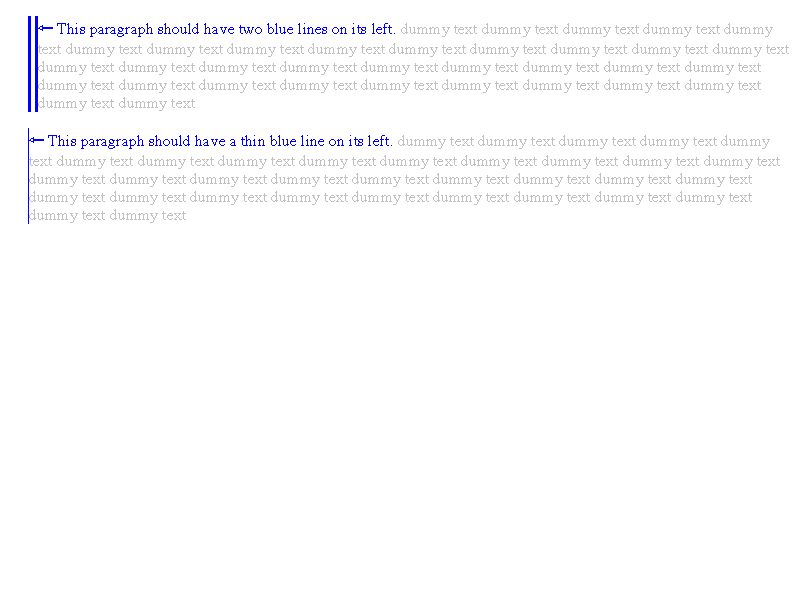 ⇽ This paragraph should have two blue lines on its left. dummy text dummy text dummy text dummy text dummy
text dummy text dummy text dummy text dummy text dummy text dummy text dummy text dummy text dummy text
dummy text dummy text dummy text dummy text dummy text dummy text dummy text dummy text dummy text
dummy text dummy text dummy text dummy text dummy text dummy text dummy text dummy text dummy text
dummy text dummy text
⇽ This paragraph should have a thin blue line on its left. dummy text dummy text dummy text dummy text dummy
text dummy text dummy text dummy text dummy text dummy text dummy text dummy text dummy text dummy text
dummy text dummy text dummy text dummy text dummy text dummy text dummy text dummy text dummy text
dummy text dummy text dummy text dummy text dummy text dummy text dummy text dummy text dummy text
dummy text dummy text